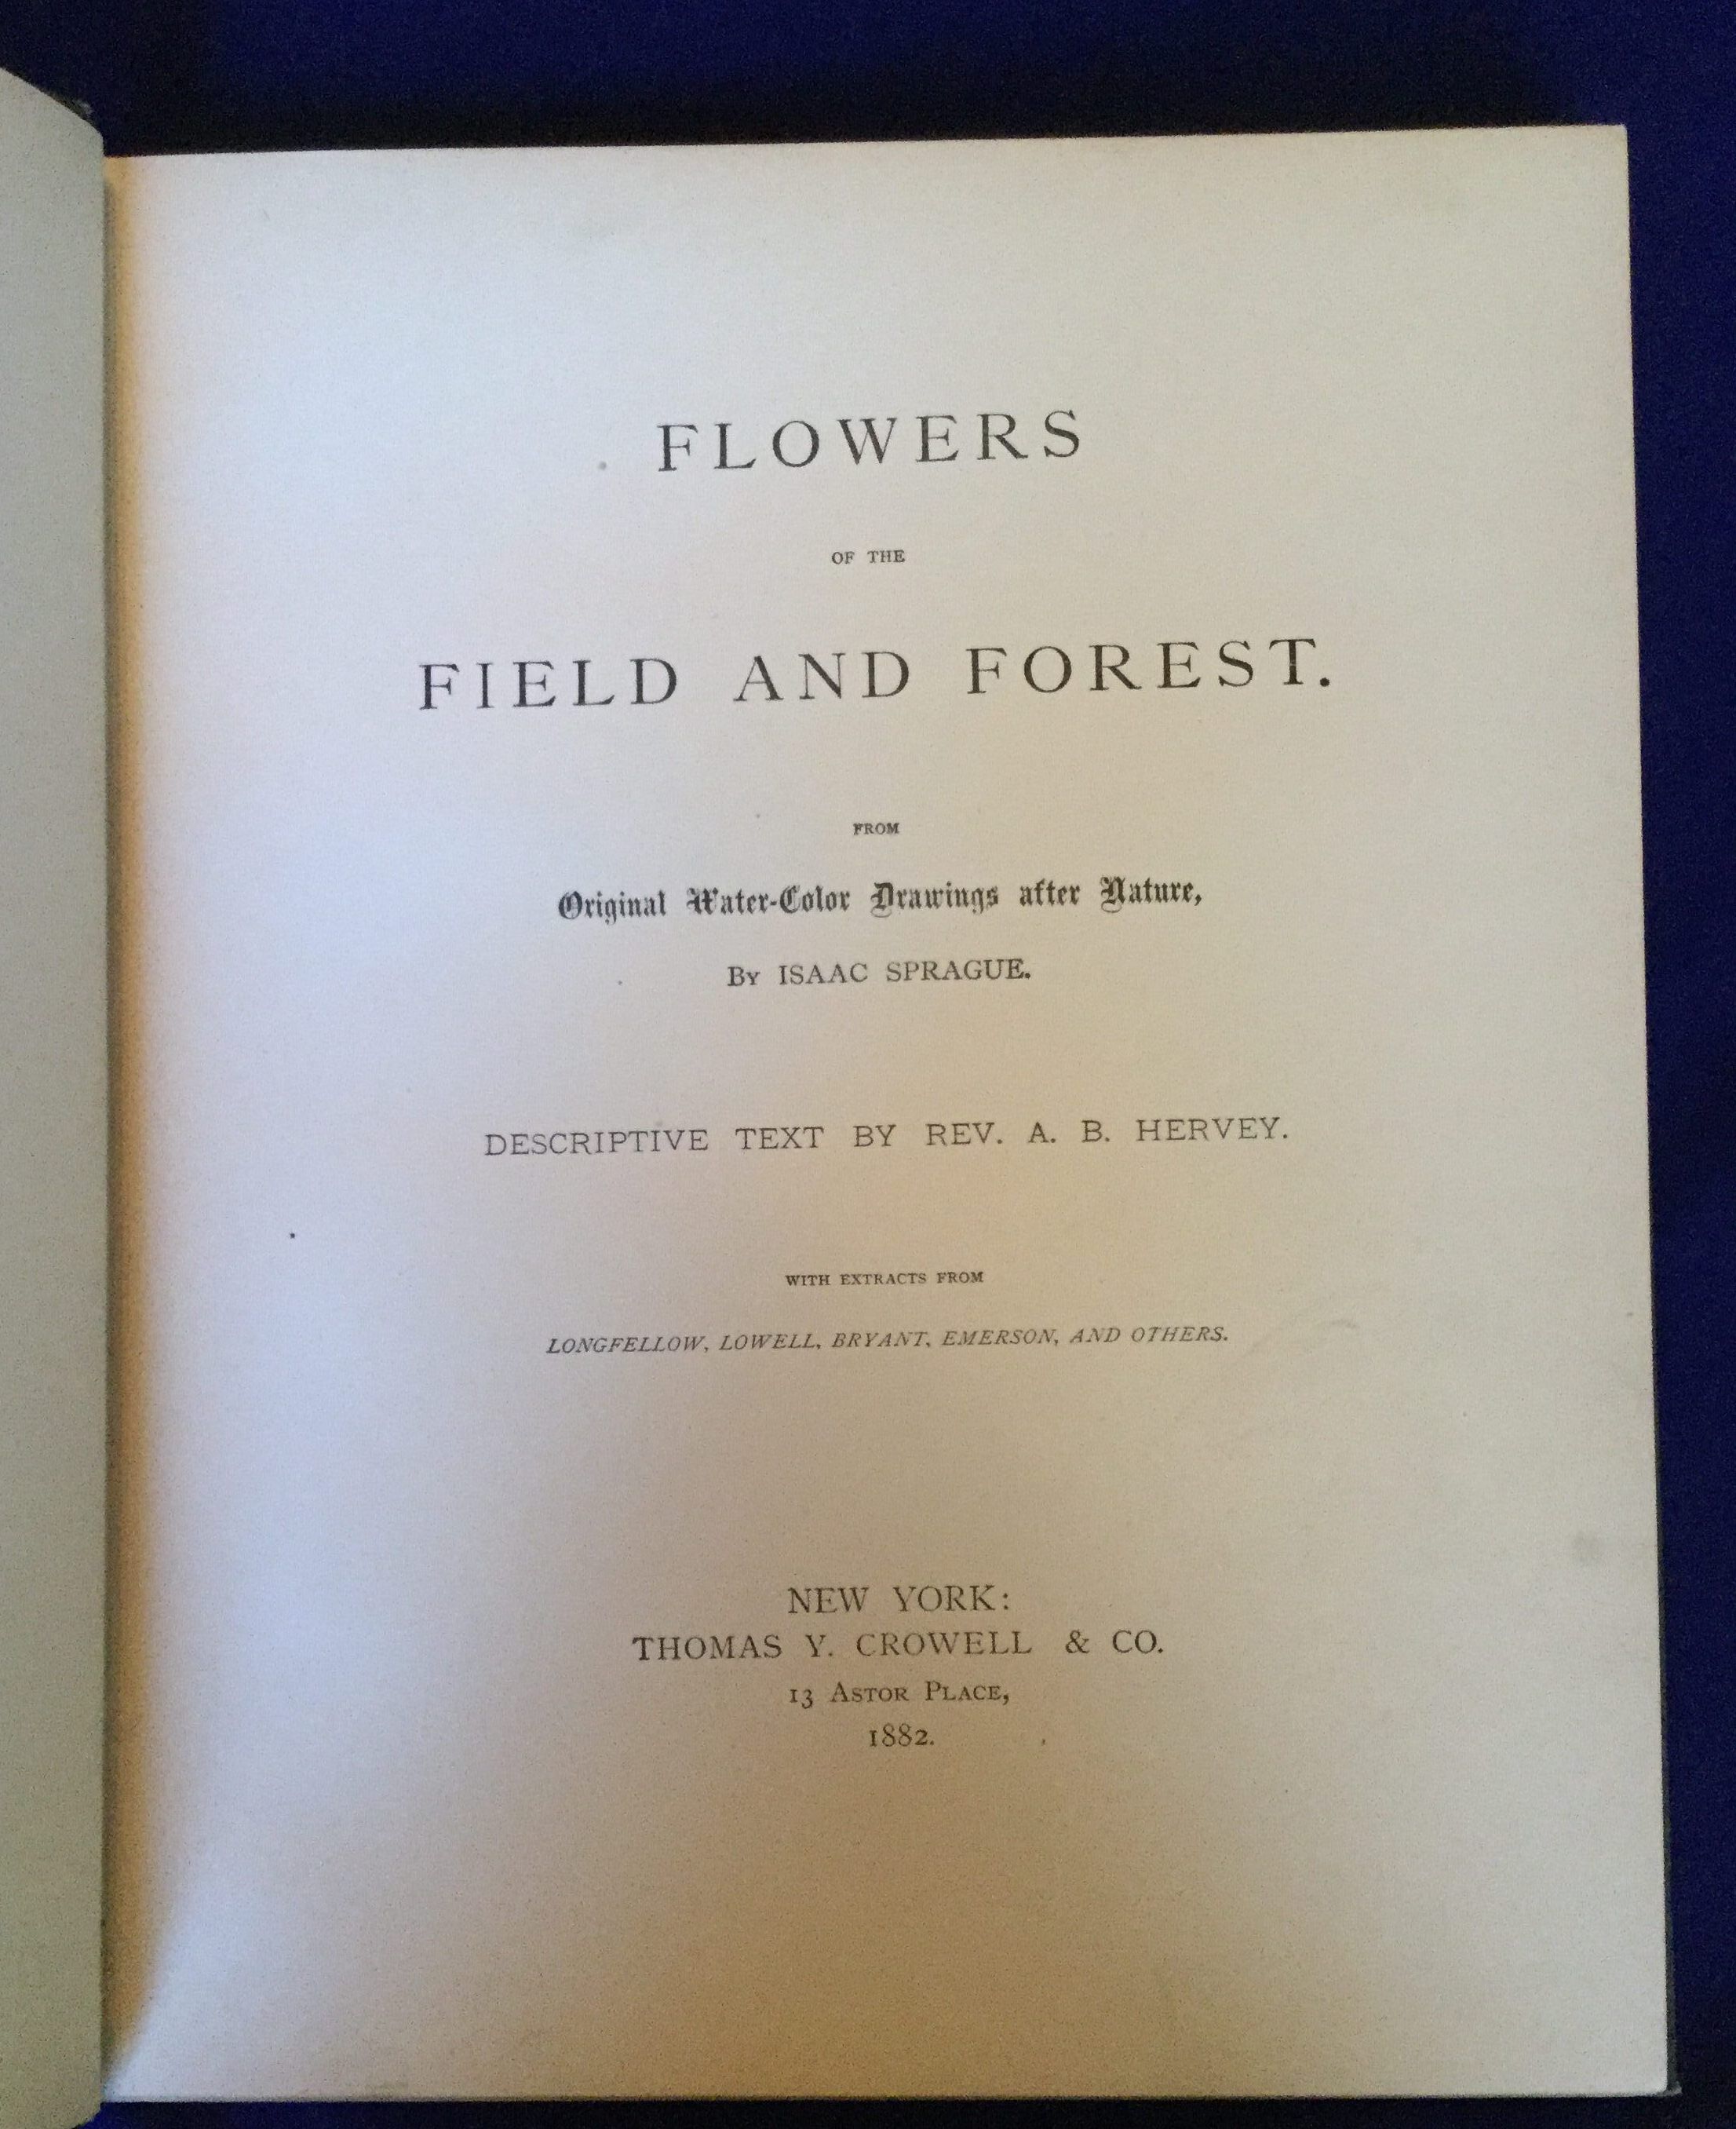 FLOWERS
OF THE
FIELD AND FOREST.
FROM
Original Water-Color Drawings after Nature,
By ISAAC SPRAGUE.
DESCRIPTIVE TEXT BY REV. A. B. HERVEY.
WITH EXTRACTS FROM
LONGFELLOW, LOWELL, BRYANT, EMERSON, AND OTHERS.
NEW YORK:
THOMAS Y. CROWELL & CO.
13 Astor Place,
1882.